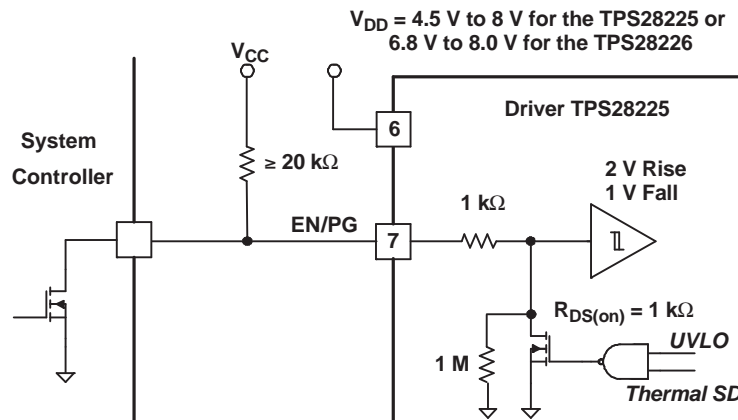 V_DD = 4.5 V to 8 V for the TPS28225 or
6.8 V to 8.0 V for the TPS28226
V_CC
6
Driver TPS28225
System
Controller
≥ 20 kΩ
2 V Rise
1 V Fall
EN/PG
7
1 kΩ
R_DS(on) = 1 kΩ
1 M
UVLO
Thermal SD